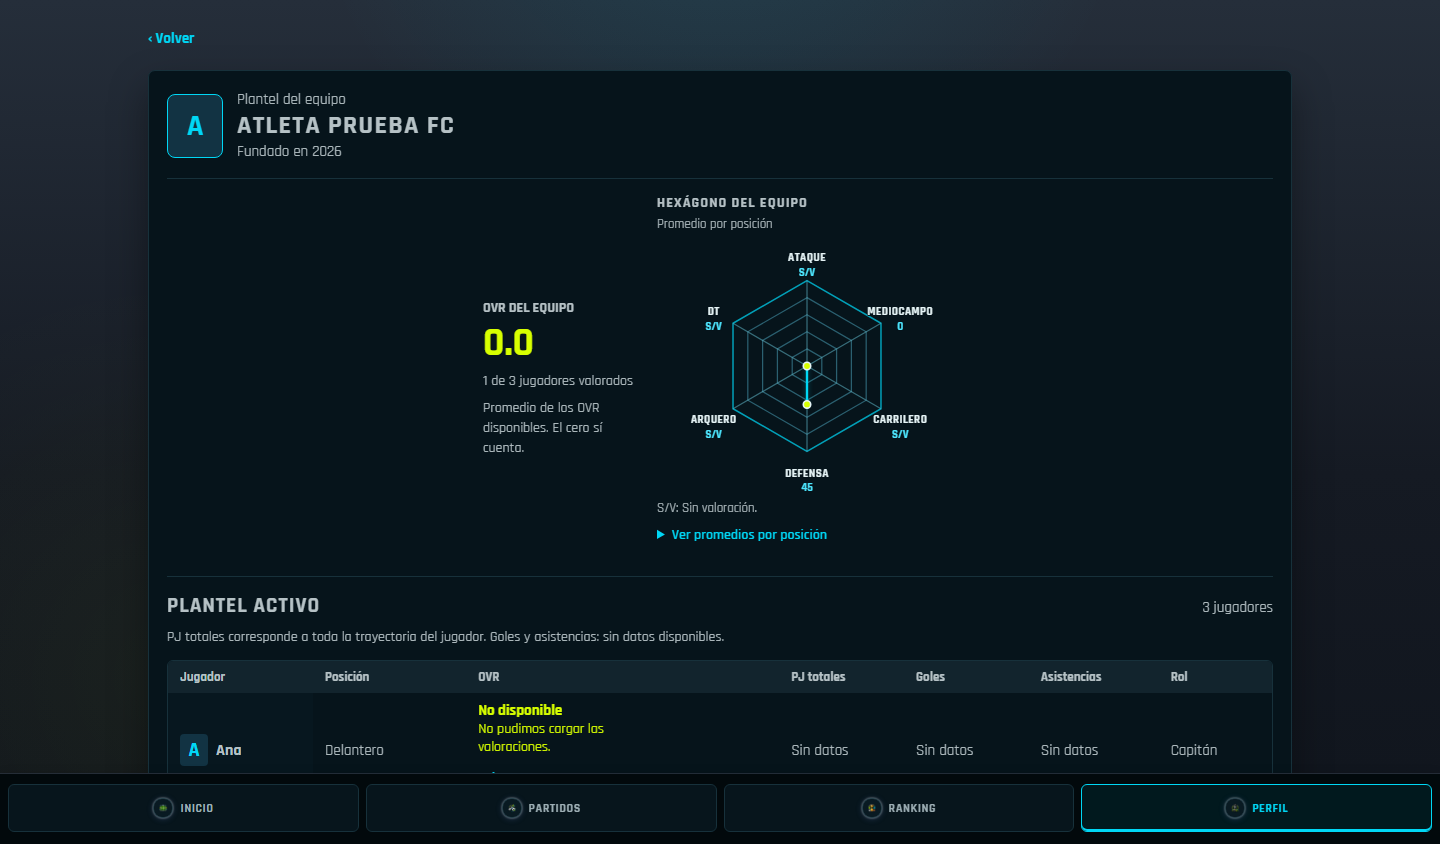 ‹ Volver
A
Plantel del equipo
ATLETA PRUEBA FC
Fundado en 2026
HEXÁGONO DEL EQUIPO
Promedio por posición
OVR DEL EQUIPO
0.0
1 de 3 jugadores valorados
Promedio de los OVR
disponibles. El cero sí
cuenta.
ATAQUE
S/V
DT
S/V
MEDIOCAMPO
0
ARQUERO
S/V
CARRILERO
S/V
DEFENSA
45
S/V: Sin valoración.
▶ Ver promedios por posición
PLANTEL ACTIVO
3 jugadores
PJ totales corresponde a toda la trayectoria del jugador. Goles y asistencias: sin datos disponibles.
Jugador Posición OVR PJ totales Goles Asistencias Rol
No disponible
No pudimos cargar las
valoraciones.
A Ana Delantero Sin datos Sin datos Sin datos Capitán
INICIO PARTIDOS RANKING PERFIL